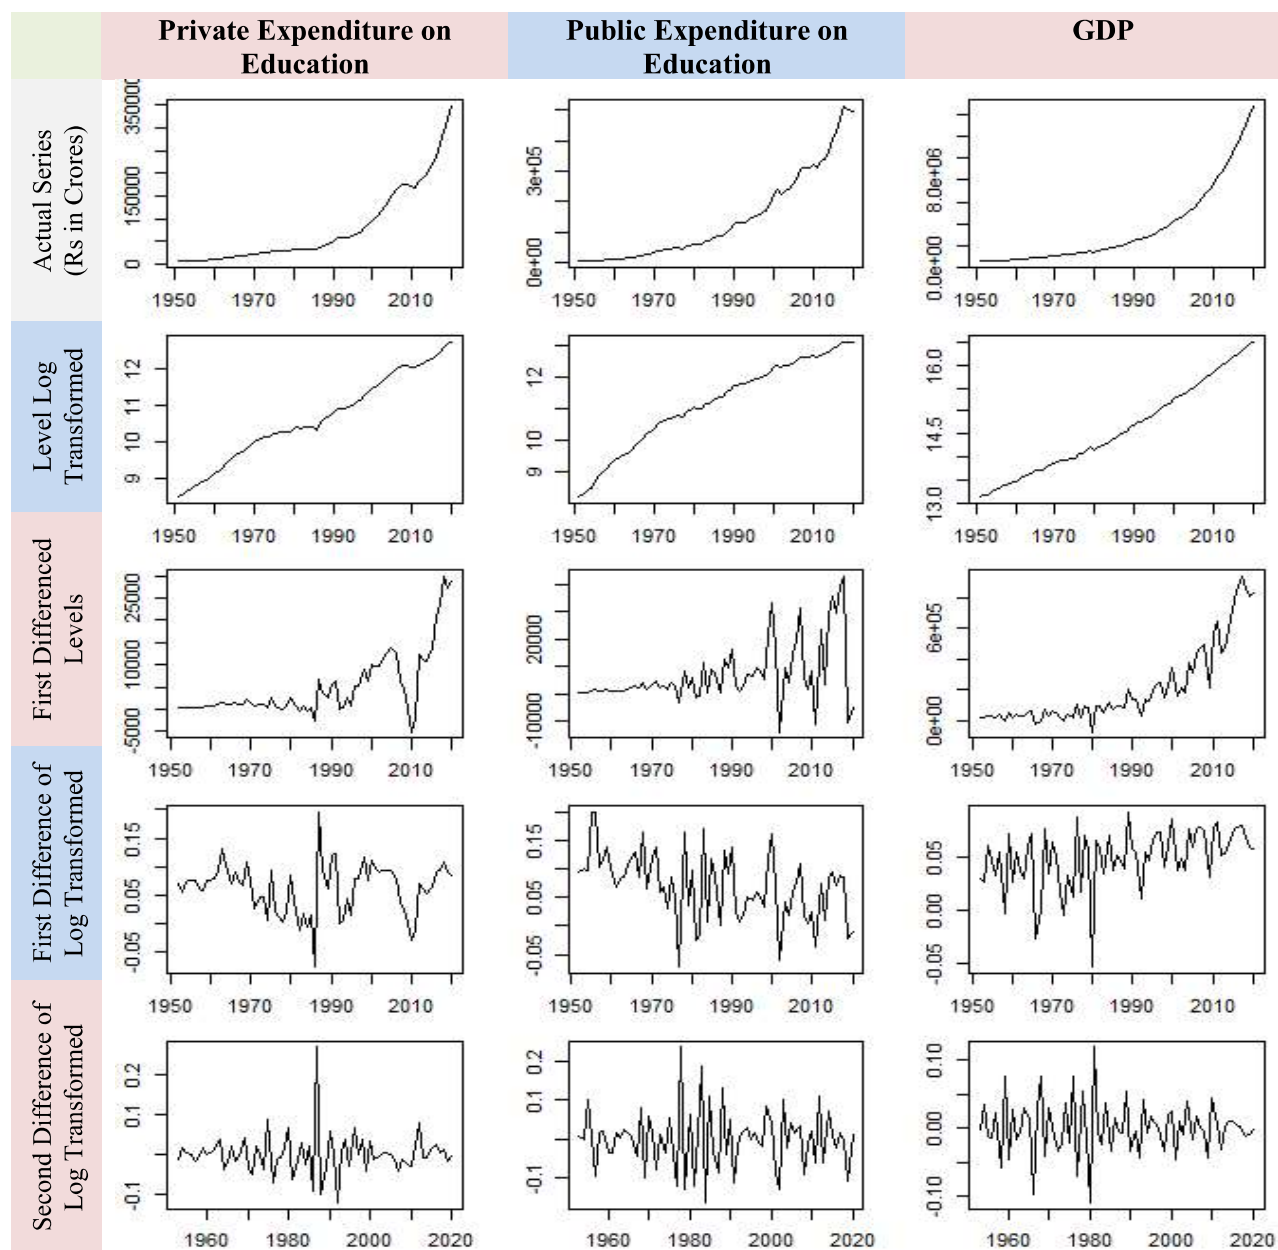 Private Expenditure on
Education
Public Expenditure on
Education
GDP
Actual Series
(Rs in Crores)
0 150000 350000
1950 1970 1990 2010
0e+00 3e+05
1950 1970 1990 2010
0.0e+00 8.0e+06
1950 1970 1990 2010
Level Log
Transformed
9 10 11 12
1950 1970 1990 2010
9 10 12
1950 1970 1990 2010
13.0 14.5 16.0
1950 1970 1990 2010
First Differenced
Levels
-5000 10000 25000
1950 1970 1990 2010
-10000 20000
1950 1970 1990 2010
0e+00 6e+05
1950 1970 1990 2010
First Difference of
Log Transformed
-0.05 0.05 0.15
1950 1970 1990 2010
-0.05 0.05 0.15
1950 1970 1990 2010
-0.05 0.00 0.05
1950 1970 1990 2010
Second Difference of
Log Transformed
-0.1 0.1 0.2
1960 1980 2000 2020
-0.1 0.1 0.2
1960 1980 2000 2020
-0.10 0.00 0.10
1960 1980 2000 2020